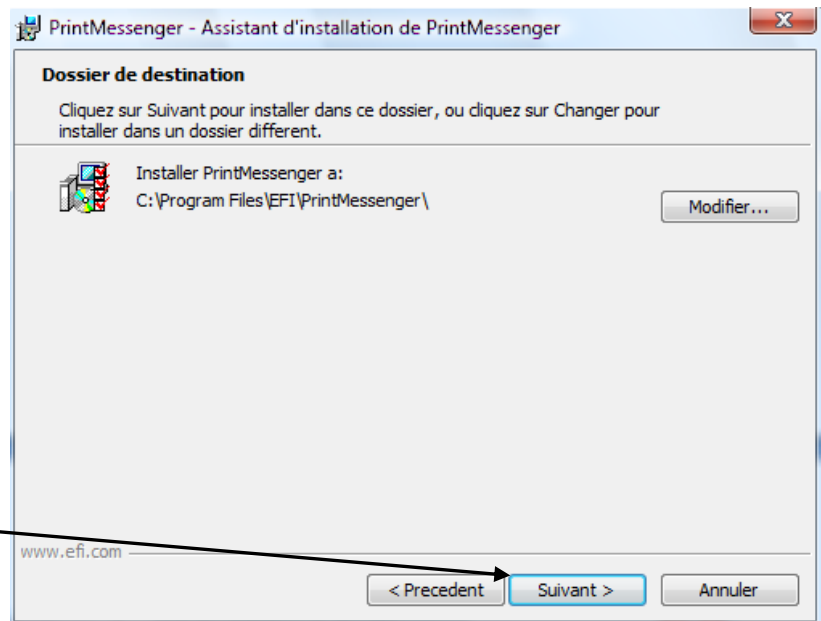 PrintMessenger - Assistant d'installation de PrintMessenger
Dossier de destination
Cliquez sur Suivant pour installer dans ce dossier, ou cliquez sur Changer pour
installer dans un dossier different.
Installer PrintMessenger a:
C:\Program Files\EFI\PrintMessenger\
Modifier...
www.efi.com
< Precedent
Suivant >
Annuler